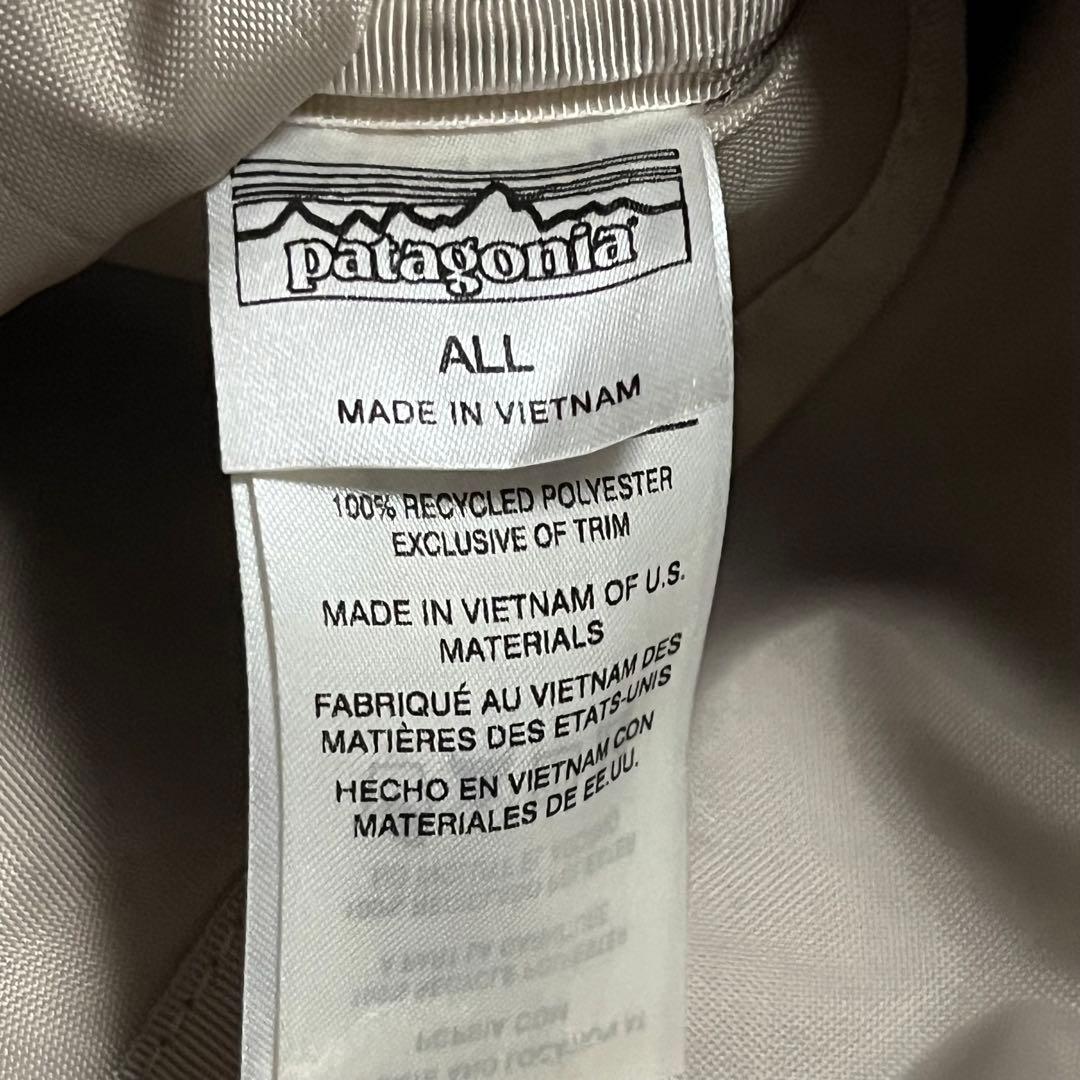 patagonia®
ALL
MADE IN VIETNAM
100% RECYCLED POLYESTER
EXCLUSIVE OF TRIM
MADE IN VIETNAM OF U.S.
MATERIALS
FABRIQUÉ AU VIETNAM DES
MATIÈRES DES ETATS-UNIS
HECHO EN VIETNAM CON
MATERIALES DE EE.UU.